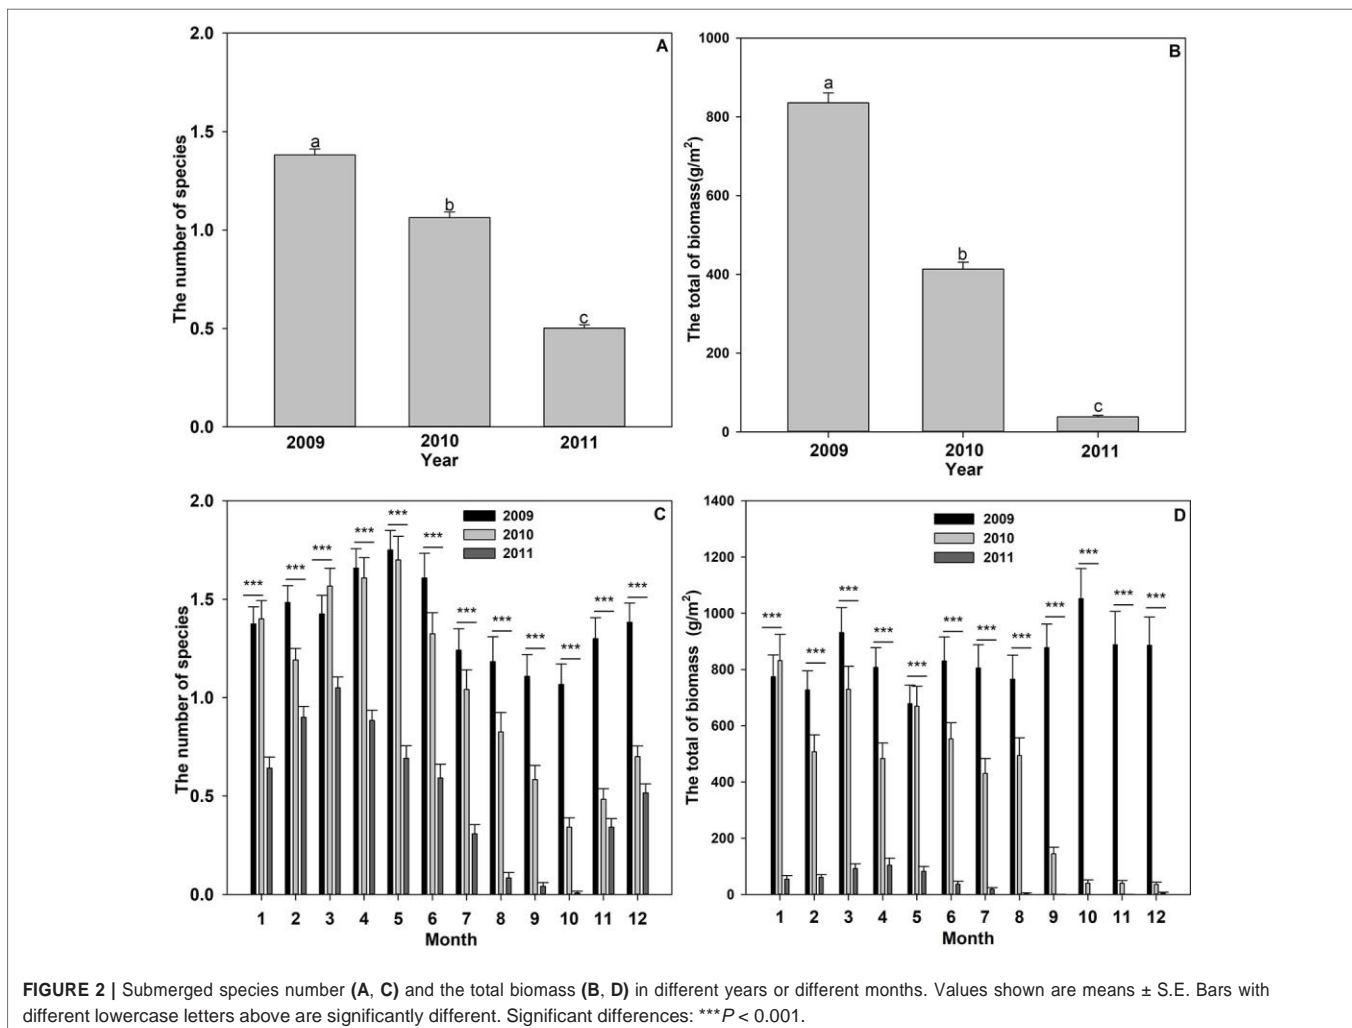 A
2.0
1.5
1.0
0.5
0.0
The number of species
a
b
c
2009
2010
2011
Year
B
1000
800
600
400
200
0
The total of biomass(g/m²)
a
b
c
2009
2010
2011
Year
C
2.0
1.5
1.0
0.5
0.0
The number of species
2009
2010
2011
*** *** *** *** *** *** *** *** *** *** *** ***
1 2 3 4 5 6 7 8 9 10 11 12
Month
D
1400
1200
1000
800
600
400
200
0
The total of biomass (g/m²)
2009
2010
2011
*** *** *** *** *** *** *** *** *** *** *** ***
1 2 3 4 5 6 7 8 9 10 11 12
Month
FIGURE 2 | Submerged species number (A, C) and the total biomass (B, D) in different years or different months. Values shown are means ± S.E. Bars with
different lowercase letters above are significantly different. Significant differences: ***P < 0.001.